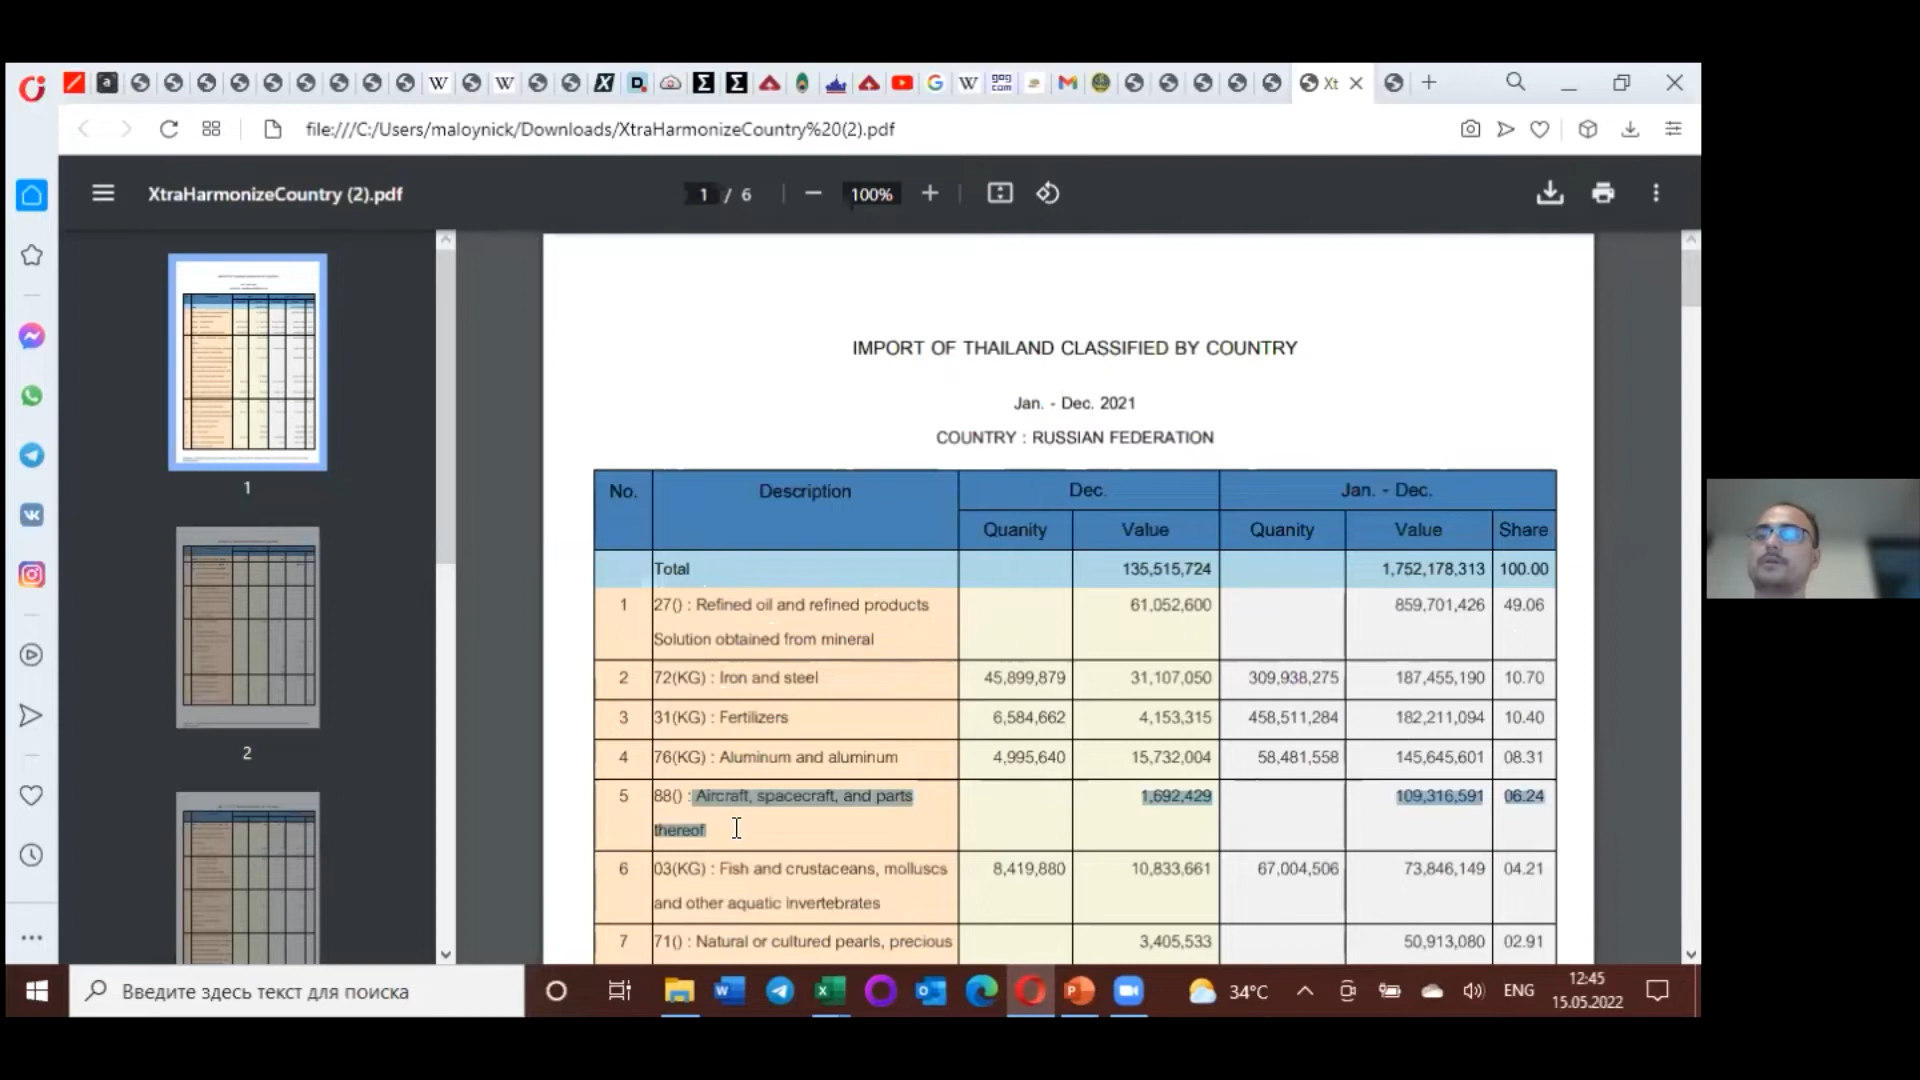 Xt
file:///C:/Users/maloynick/Downloads/XtraHarmonizeCountry%20(2).pdf
XtraHarmonizeCountry (2).pdf
1 / 6
100%
1
2
IMPORT OF THAILAND CLASSIFIED BY COUNTRY
Jan. - Dec. 2021
COUNTRY : RUSSIAN FEDERATION
No. Description Dec. Jan. - Dec.
Quanity Value Quanity Value Share
Total 135,515,724 1,752,178,313 100.00
1 27() : Refined oil and refined products 61,052,600 859,701,426 49.06
Solution obtained from mineral
2 72(KG) : Iron and steel 45,899,879 31,107,050 309,938,275 187,455,190 10.70
3 31(KG) : Fertilizers 6,584,662 4,153,315 458,511,284 182,211,094 10.40
4 76(KG) : Aluminum and aluminum 4,995,640 15,732,004 58,481,558 145,645,601 08.31
5 88() : Aircraft, spacecraft, and parts 1,692,429 109,316,591 06.24
thereof
6 03(KG) : Fish and crustaceans, molluscs 8,419,880 10,833,661 67,004,506 73,846,149 04.21
and other aquatic invertebrates
7 71() : Natural or cultured pearls, precious 3,405,533 50,913,080 02.91
Введите здесь текст для поиска
34°C
ENG
12:45
15.05.2022